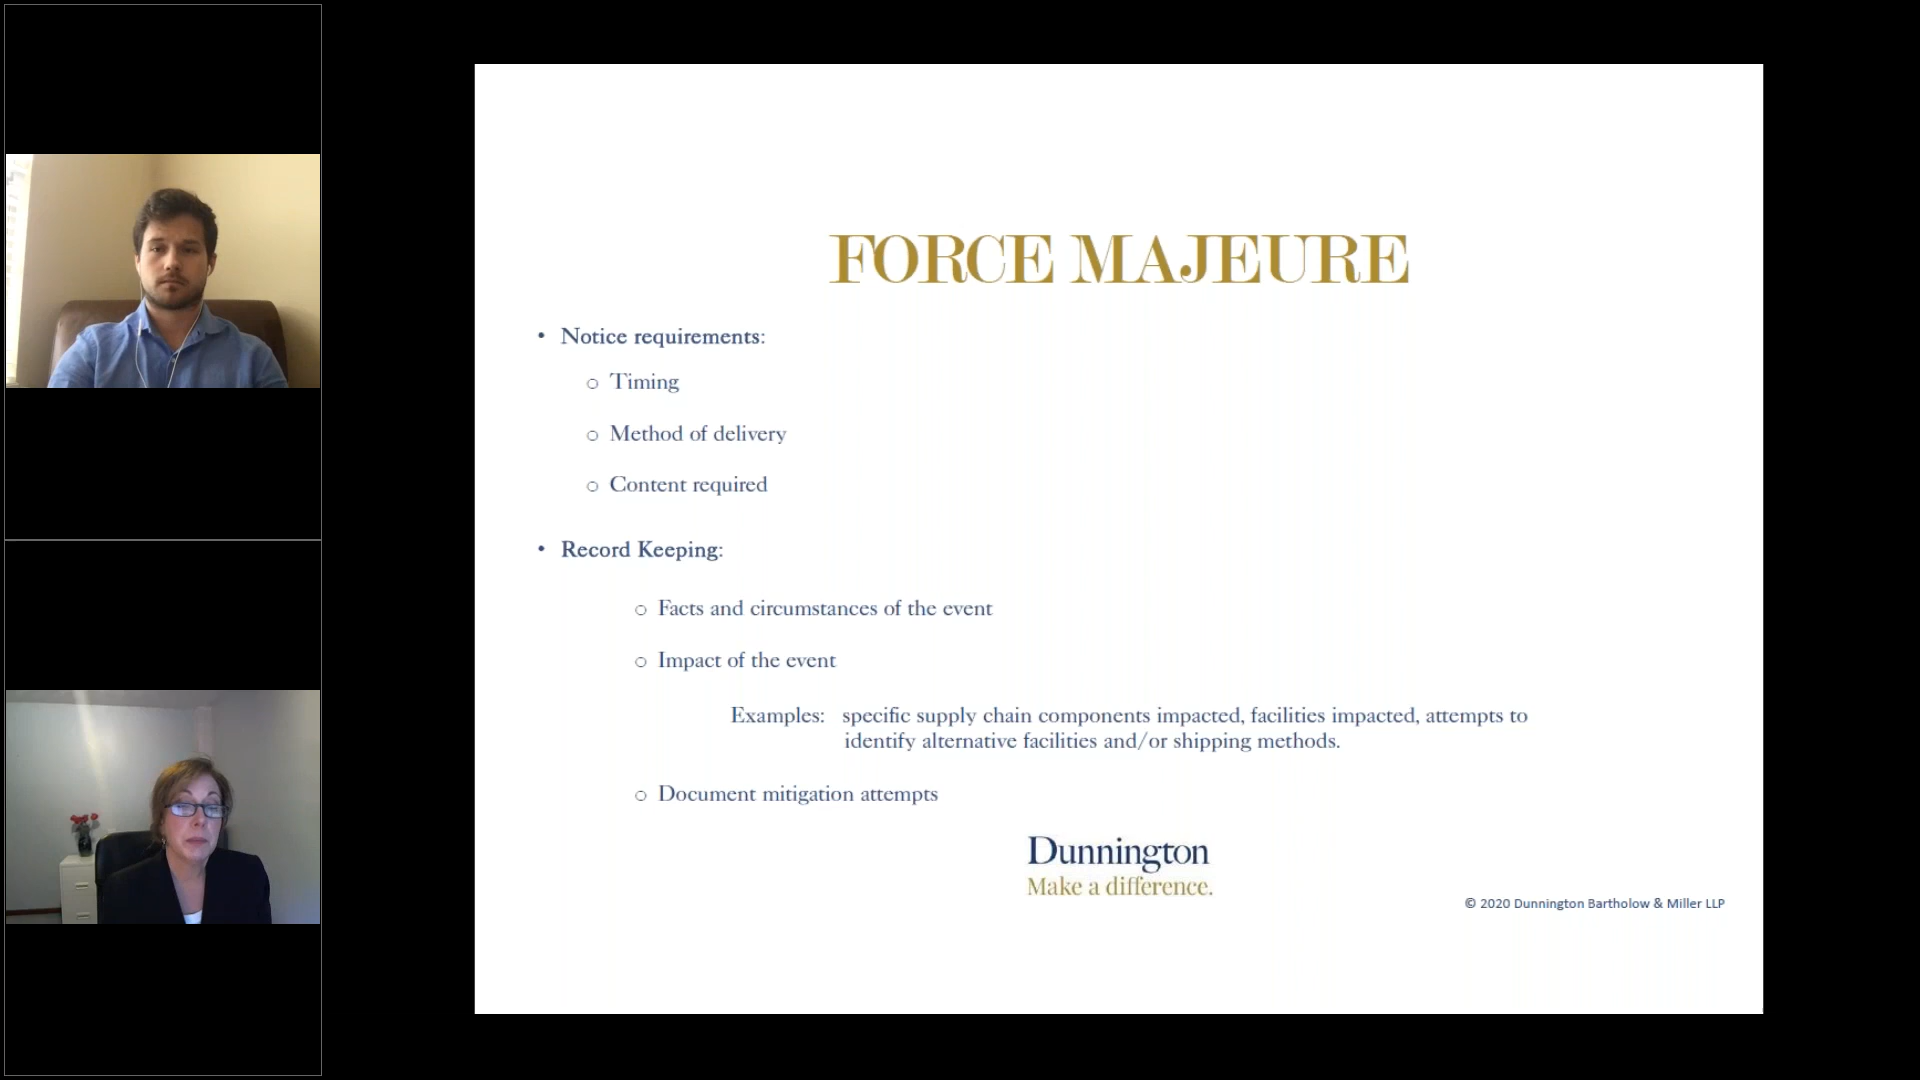 FORCE MAJEURE
• Notice requirements:
o Timing
o Method of delivery
o Content required
• Record Keeping:
o Facts and circumstances of the event
o Impact of the event
Examples: specific supply chain components impacted, facilities impacted, attempts to
identify alternative facilities and/or shipping methods.
o Document mitigation attempts
Dunnington
Make a difference.
© 2020 Dunnington Bartholow & Miller LLP